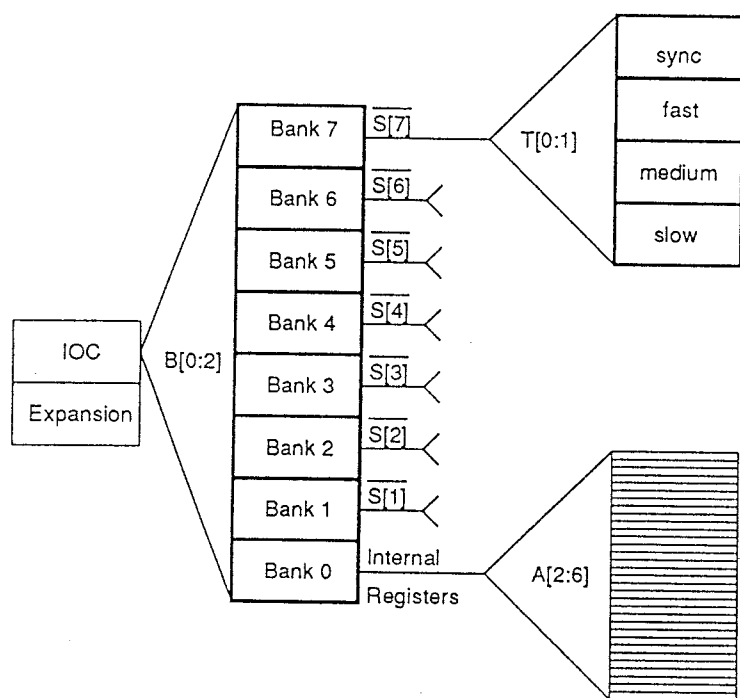 sync
fast
T[0:1]
medium
slow
Bank 7
S[7]
Bank 6
S[6]
Bank 5
S[5]
Bank 4
S[4]
Bank 3
S[3]
Bank 2
S[2]
Bank 1
S[1]
Bank 0
Internal
Registers
IOC
Expansion
B[0:2]
A[2:6]